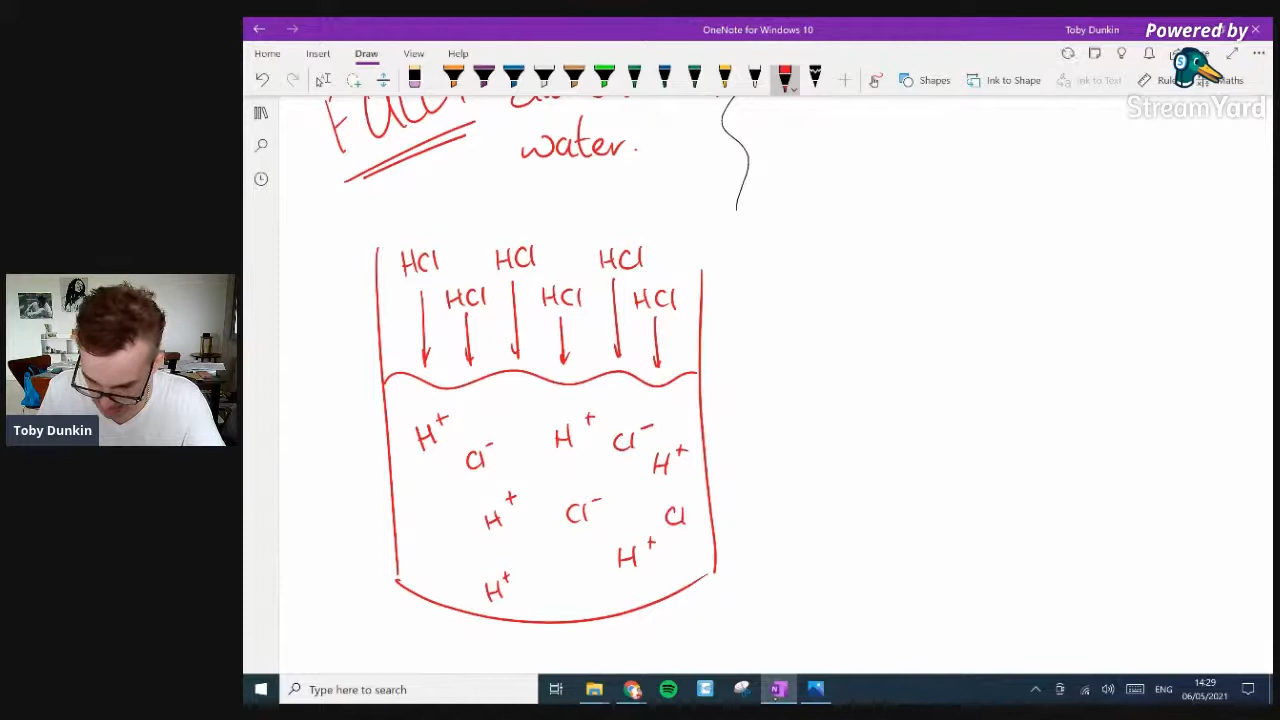 OneNote for Windows 10
Toby Dunkin
Powered by
StreamYard
Home Insert Draw View Help
Shapes Ink to Shape Ink to Text Maths
water.
HCl HCl HCl
HCl HCl HCl
H+ H+ Cl-
Cl- H+
H+ Cl- Cl
H+
H+
Toby Dunkin
Type here to search
ENG
14:29
06/05/2021